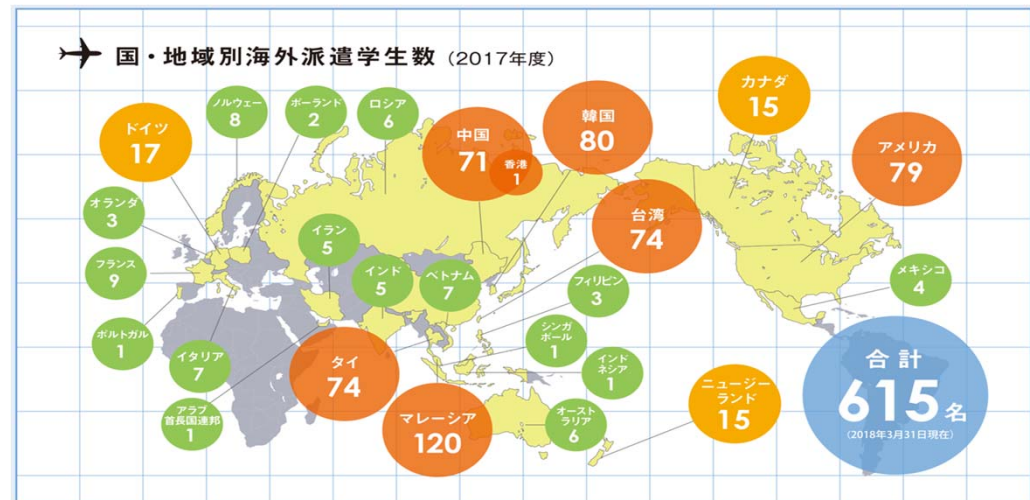 国・地域別海外派遣学生数 (2017年度)
ノルウェー
8
ポーランド
2
ロシア
6
中国
71
香港
1
韓国
80
カナダ
15
アメリカ
79
ドイツ
17
オランダ
3
フランス
9
ポルトガル
1
イタリア
7
アラブ
首長国連邦
1
イラン
5
インド
5
ベトナム
7
台湾
74
フィリピン
3
シンガ
ポール
1
インド
ネシア
1
タイ
74
マレーシア
120
オースト
ラリア
6
ニュージー
ランド
15
メキシコ
4
合計
615名
(2018年3月31日現在)